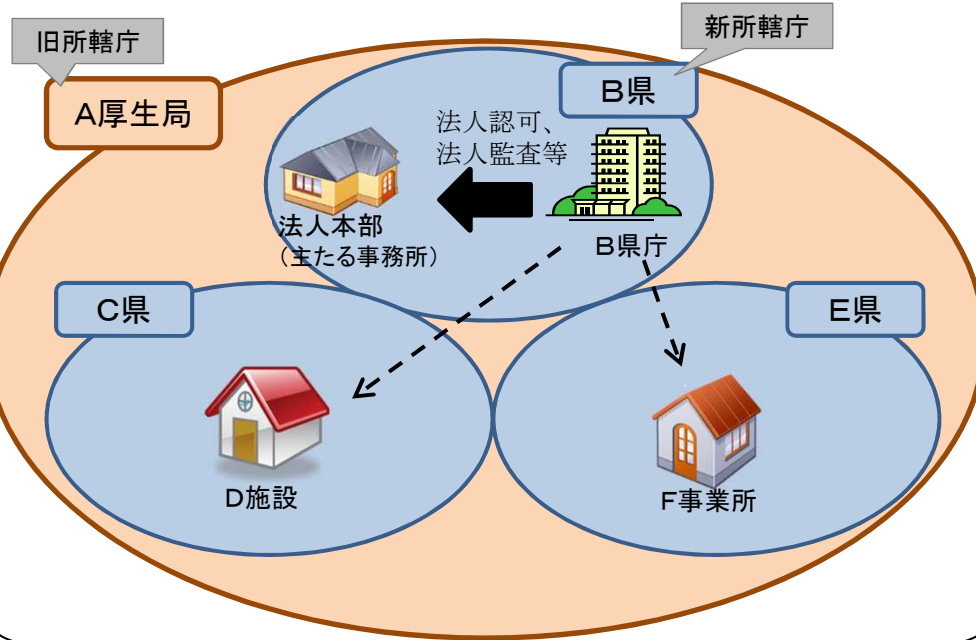 旧所轄庁
新所轄庁
A厚生局
B県
法人認可、
法人監査等
法人本部
（主たる事務所）
B県庁
C県
E県
D施設
F事業所